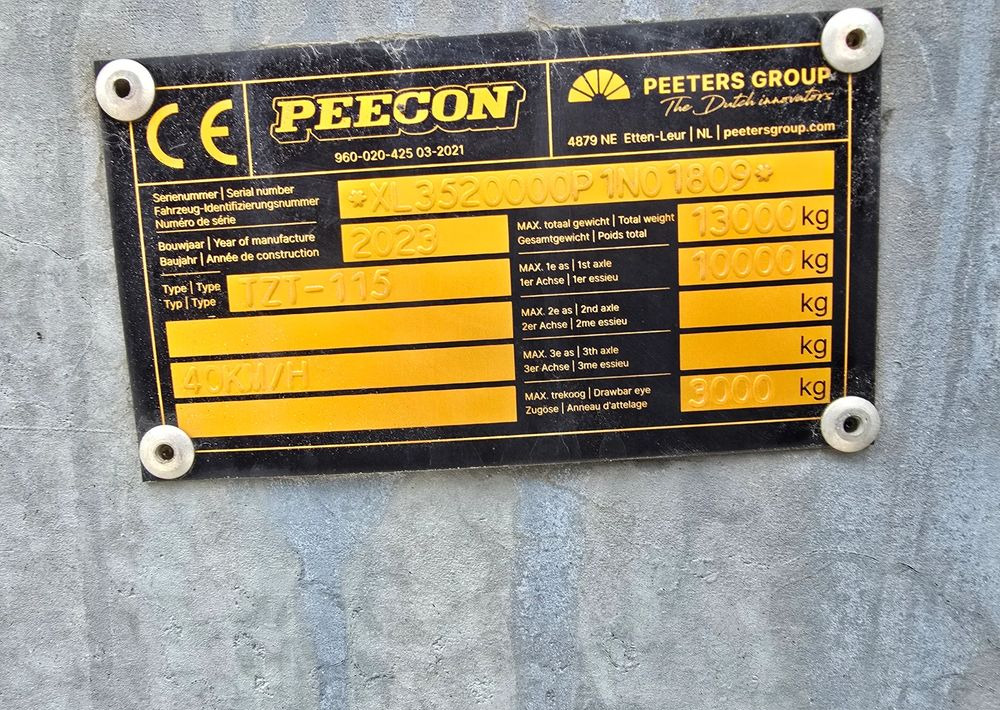 CE
PEECON
960-020-425 03-2021
PEETERS GROUP
The Dutch innovators
4879 NE Etten-Leur | NL | peetersgroup.com
Serienummer | Serial number
Fahrzeug-Identifizierungsnummer
Numéro de série
*XL3520000P1N01809*
Bouwjaar | Year of manufacture
Baujahr | Année de construction
2023
Type | Type
Typ | Type
TZT-115
40KM/H
MAX. totaal gewicht | Total weight
Gesamtgewicht | Poids total
13000 kg
MAX. 1e as | 1st axle
1er Achse | 1er essieu
10000 kg
MAX. 2e as | 2nd axle
2er Achse | 2me essieu
kg
MAX. 3e as | 3th axle
3er Achse | 3me essieu
kg
MAX. trekoog | Drawbar eye
Zugöse | Anneau d'attelage
3000 kg